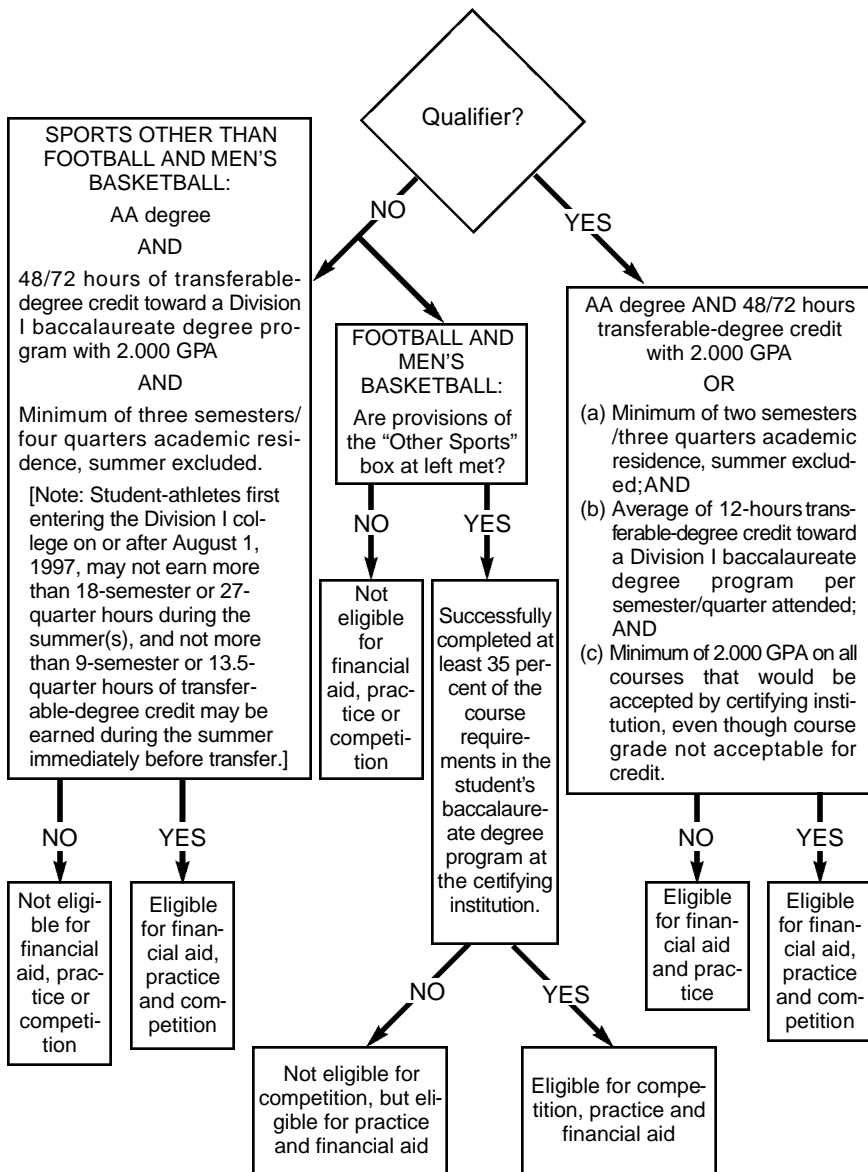 Qualifier?
NO
YES
SPORTS OTHER THAN
FOOTBALL AND MEN'S
BASKETBALL:
AA degree
AND
48/72 hours of transferable-
degree credit toward a Division
I baccalaureate degree pro-
gram with 2.000 GPA
AND
Minimum of three semesters/
four quarters academic resi-
dence, summer excluded.
[Note: Student-athletes first
entering the Division I col-
lege on or after August 1,
1997, may not earn more
than 18-semester or 27-
quarter hours during the
summer(s), and not more
than 9-semester or 13.5-
quarter hours of transfer-
able-degree credit may be
earned during the summer
immediately before transfer.]
NO
YES
Not eligi-
ble for
financial
aid, prac-
tice or
competi-
tion
Eligible
for finan-
cial aid,
practice
and com-
petition
FOOTBALL AND
MEN'S
BASKETBALL:
Are provisions of
the “Other Sports”
box at left met?
NO
YES
Not
eligible
for
financial
aid, prac-
tice or
competi-
tion
Successfully
completed at
least 35 per-
cent of the
course
require-
ments in the
student's
baccalaure-
ate degree
program at
the certifying
institution.
NO
YES
Not eligible for
competition, but eli-
gible for practice
and financial aid
Eligible for compe-
tition, practice and
financial aid
AA degree AND 48/72 hours
transferable-degree credit
with 2.000 GPA
OR
(a) Minimum of two semesters
/three quarters academic
residence, summer exclud-
ed;AND
(b) Average of 12-hours trans-
ferable-degree credit toward
a Division I baccalaureate
degree program per
semester/quarter attended;
AND
(c) Minimum of 2.000 GPA on all
courses that would be
accepted by certifying insti-
tution, even though course
grade not acceptable for
credit.
NO
YES
Eligible
for finan-
cial aid
and prac-
tice
Eligible
for finan-
cial aid,
practice
and com-
petition